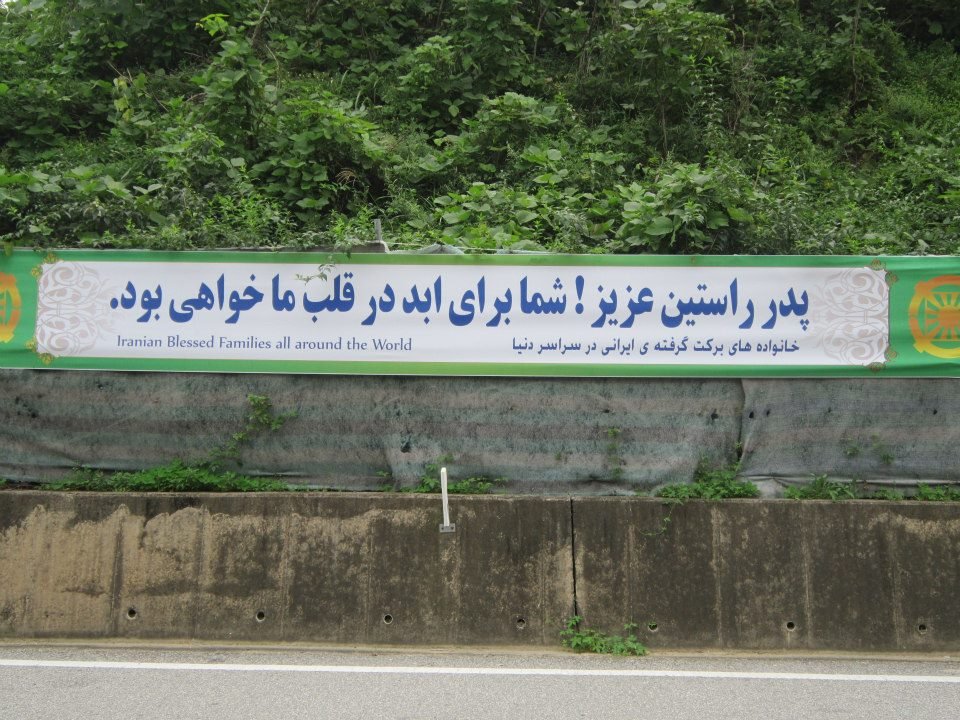 پدر راستین عزیز! شما برای ابد در قلب ما خواهی بود.
خانواده های برکت گرفته ی ایرانی در سراسر دنیا
Iranian Blessed Families all around the World